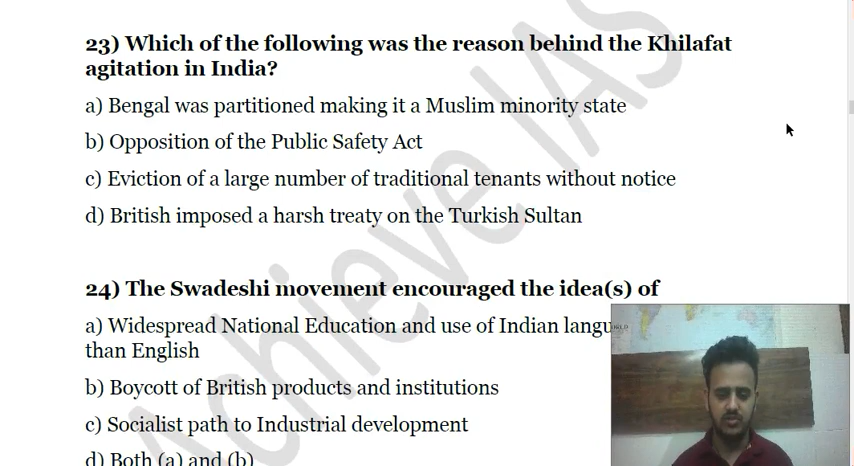 23) Which of the following was the reason behind the Khilafat
agitation in India?
a) Bengal was partitioned making it a Muslim minority state
b) Opposition of the Public Safety Act
c) Eviction of a large number of traditional tenants without notice
d) British imposed a harsh treaty on the Turkish Sultan
24) The Swadeshi movement encouraged the idea(s) of
a) Widespread National Education and use of Indian langu
than English
b) Boycott of British products and institutions
c) Socialist path to Industrial development
d) Both (a) and (b)
Achieve IAS